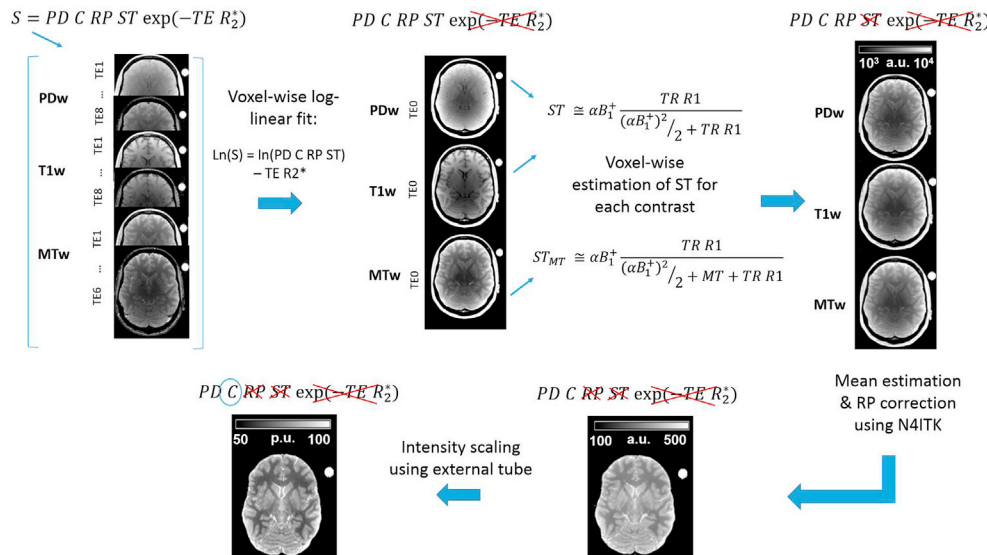 S = PD C RP ST exp(−TE R₂*)
PDw
TE1
...
TE8
T1w
TE1
...
TE8
MTw
TE1
...
TE6
Voxel-wise log-
linear fit:
Ln(S) = ln(PD C RP ST)
– TE R2*
PD C RP ST exp(−TE R₂*)
PDw
TE0
T1w
TE0
MTw
TE0
ST ≅ αB₁⁺ TR R1 / ((αB₁⁺)²/2 + TR R1)
Voxel-wise
estimation of ST for
each contrast
ST_MT ≅ αB₁⁺ TR R1 / ((αB₁⁺)²/2 + MT + TR R1)
PD C RP ST exp(−TE R₂*)
10³ a.u. 10⁴
PDw
T1w
MTw
Mean estimation
& RP correction
using N4ITK
PD C RP ST exp(−TE R₂*)
100 a.u. 500
Intensity scaling
using external tube
PD C RP ST exp(−TE R₂*)
50 p.u. 100